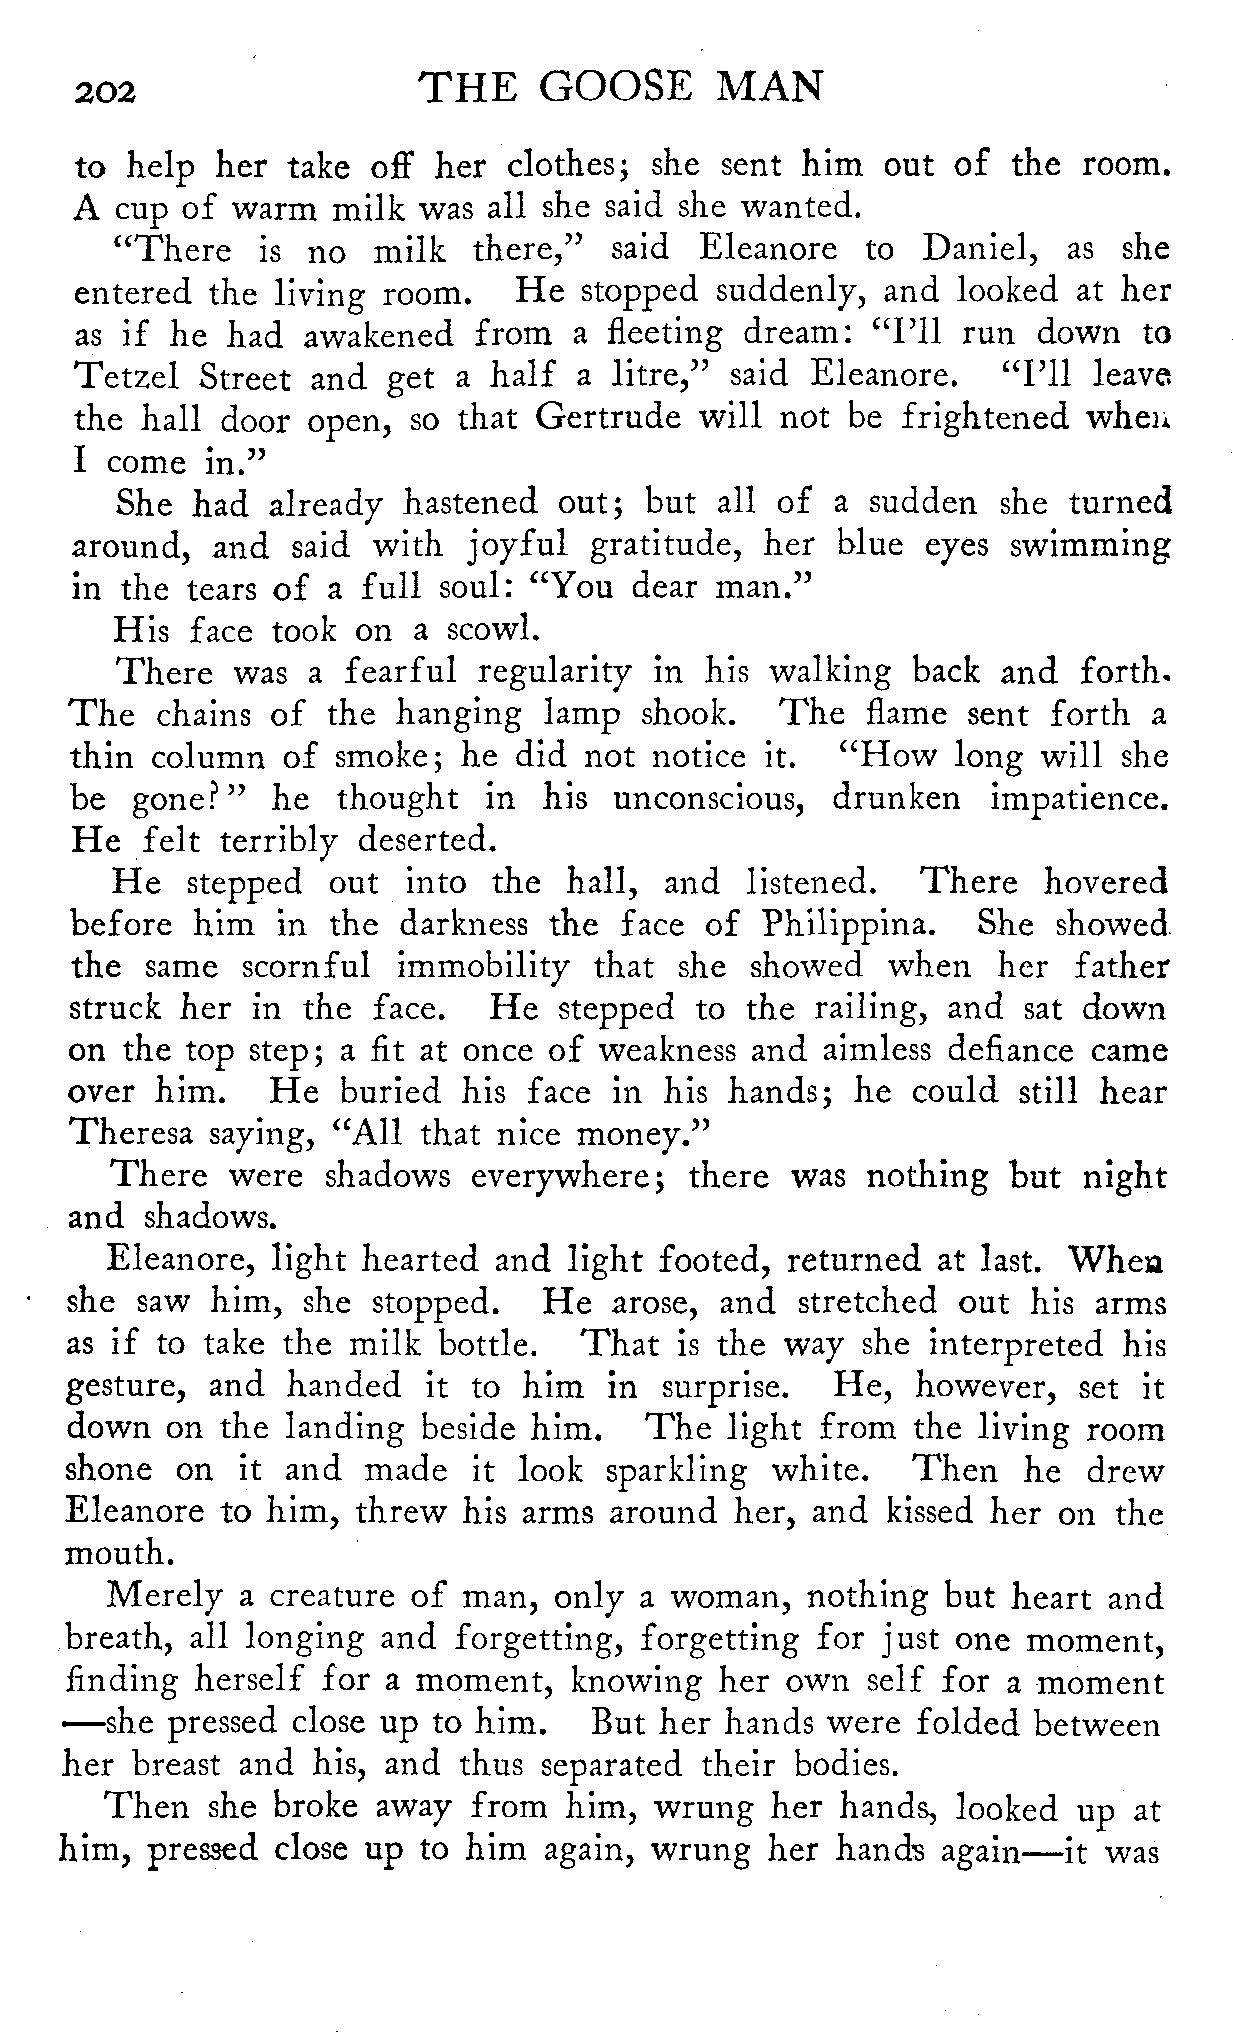 202 THE GOOSE MAN
to help her take off her clothes; she sent him out of the room.
A cup of warm milk was all she said she wanted.
“There is no milk there,” said Eleanore to Daniel, as she
entered the living room. He stopped suddenly, and looked at her
as if he had awakened from a fleeting dream: “I’ll run down to
Tetzel Street and get a half a litre,” said Eleanore. “I’ll leave
the hall door open, so that Gertrude will not be frightened when
I come in.”
She had already hastened out; but all of a sudden she turned
around, and said with joyful gratitude, her blue eyes swimming
in the tears of a full soul: “You dear man.”
His face took on a scowl.
There was a fearful regularity in his walking back and forth.
The chains of the hanging lamp shook. The flame sent forth a
thin column of smoke; he did not notice it. “How long will she
be gone?” he thought in his unconscious, drunken impatience.
He felt terribly deserted.
He stepped out into the hall, and listened. There hovered
before him in the darkness the face of Philippina. She showed
the same scornful immobility that she showed when her father
struck her in the face. He stepped to the railing, and sat down
on the top step; a fit at once of weakness and aimless defiance came
over him. He buried his face in his hands; he could still hear
Theresa saying, “All that nice money.”
There were shadows everywhere; there was nothing but night
and shadows.
Eleanore, light hearted and light footed, returned at last. When
she saw him, she stopped. He arose, and stretched out his arms
as if to take the milk bottle. That is the way she interpreted his
gesture, and handed it to him in surprise. He, however, set it
down on the landing beside him. The light from the living room
shone on it and made it look sparkling white. Then he drew
Eleanore to him, threw his arms around her, and kissed her on the
mouth.
Merely a creature of man, only a woman, nothing but heart and
breath, all longing and forgetting, forgetting for just one moment,
finding herself for a moment, knowing her own self for a moment
—she pressed close up to him. But her hands were folded between
her breast and his, and thus separated their bodies.
Then she broke away from him, wrung her hands, looked up at
him, pressed close up to him again, wrung her hands again—it was